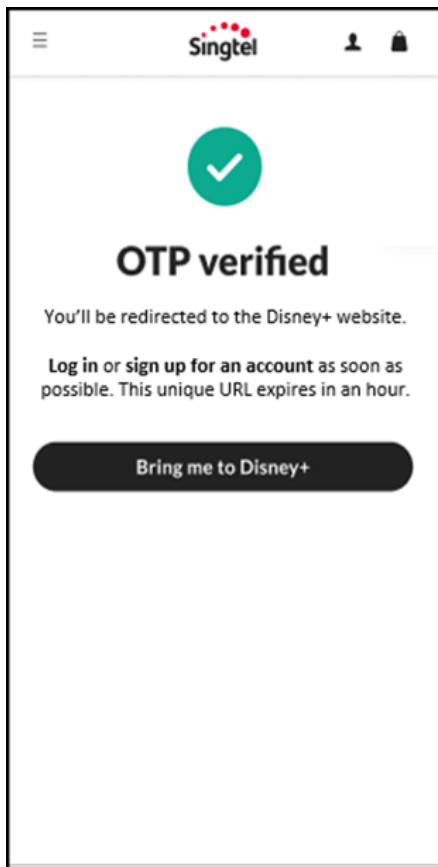 Singtel
OTP verified
You'll be redirected to the Disney+ website.
Log in or sign up for an account as soon as
possible. This unique URL expires in an hour.
Bring me to Disney+